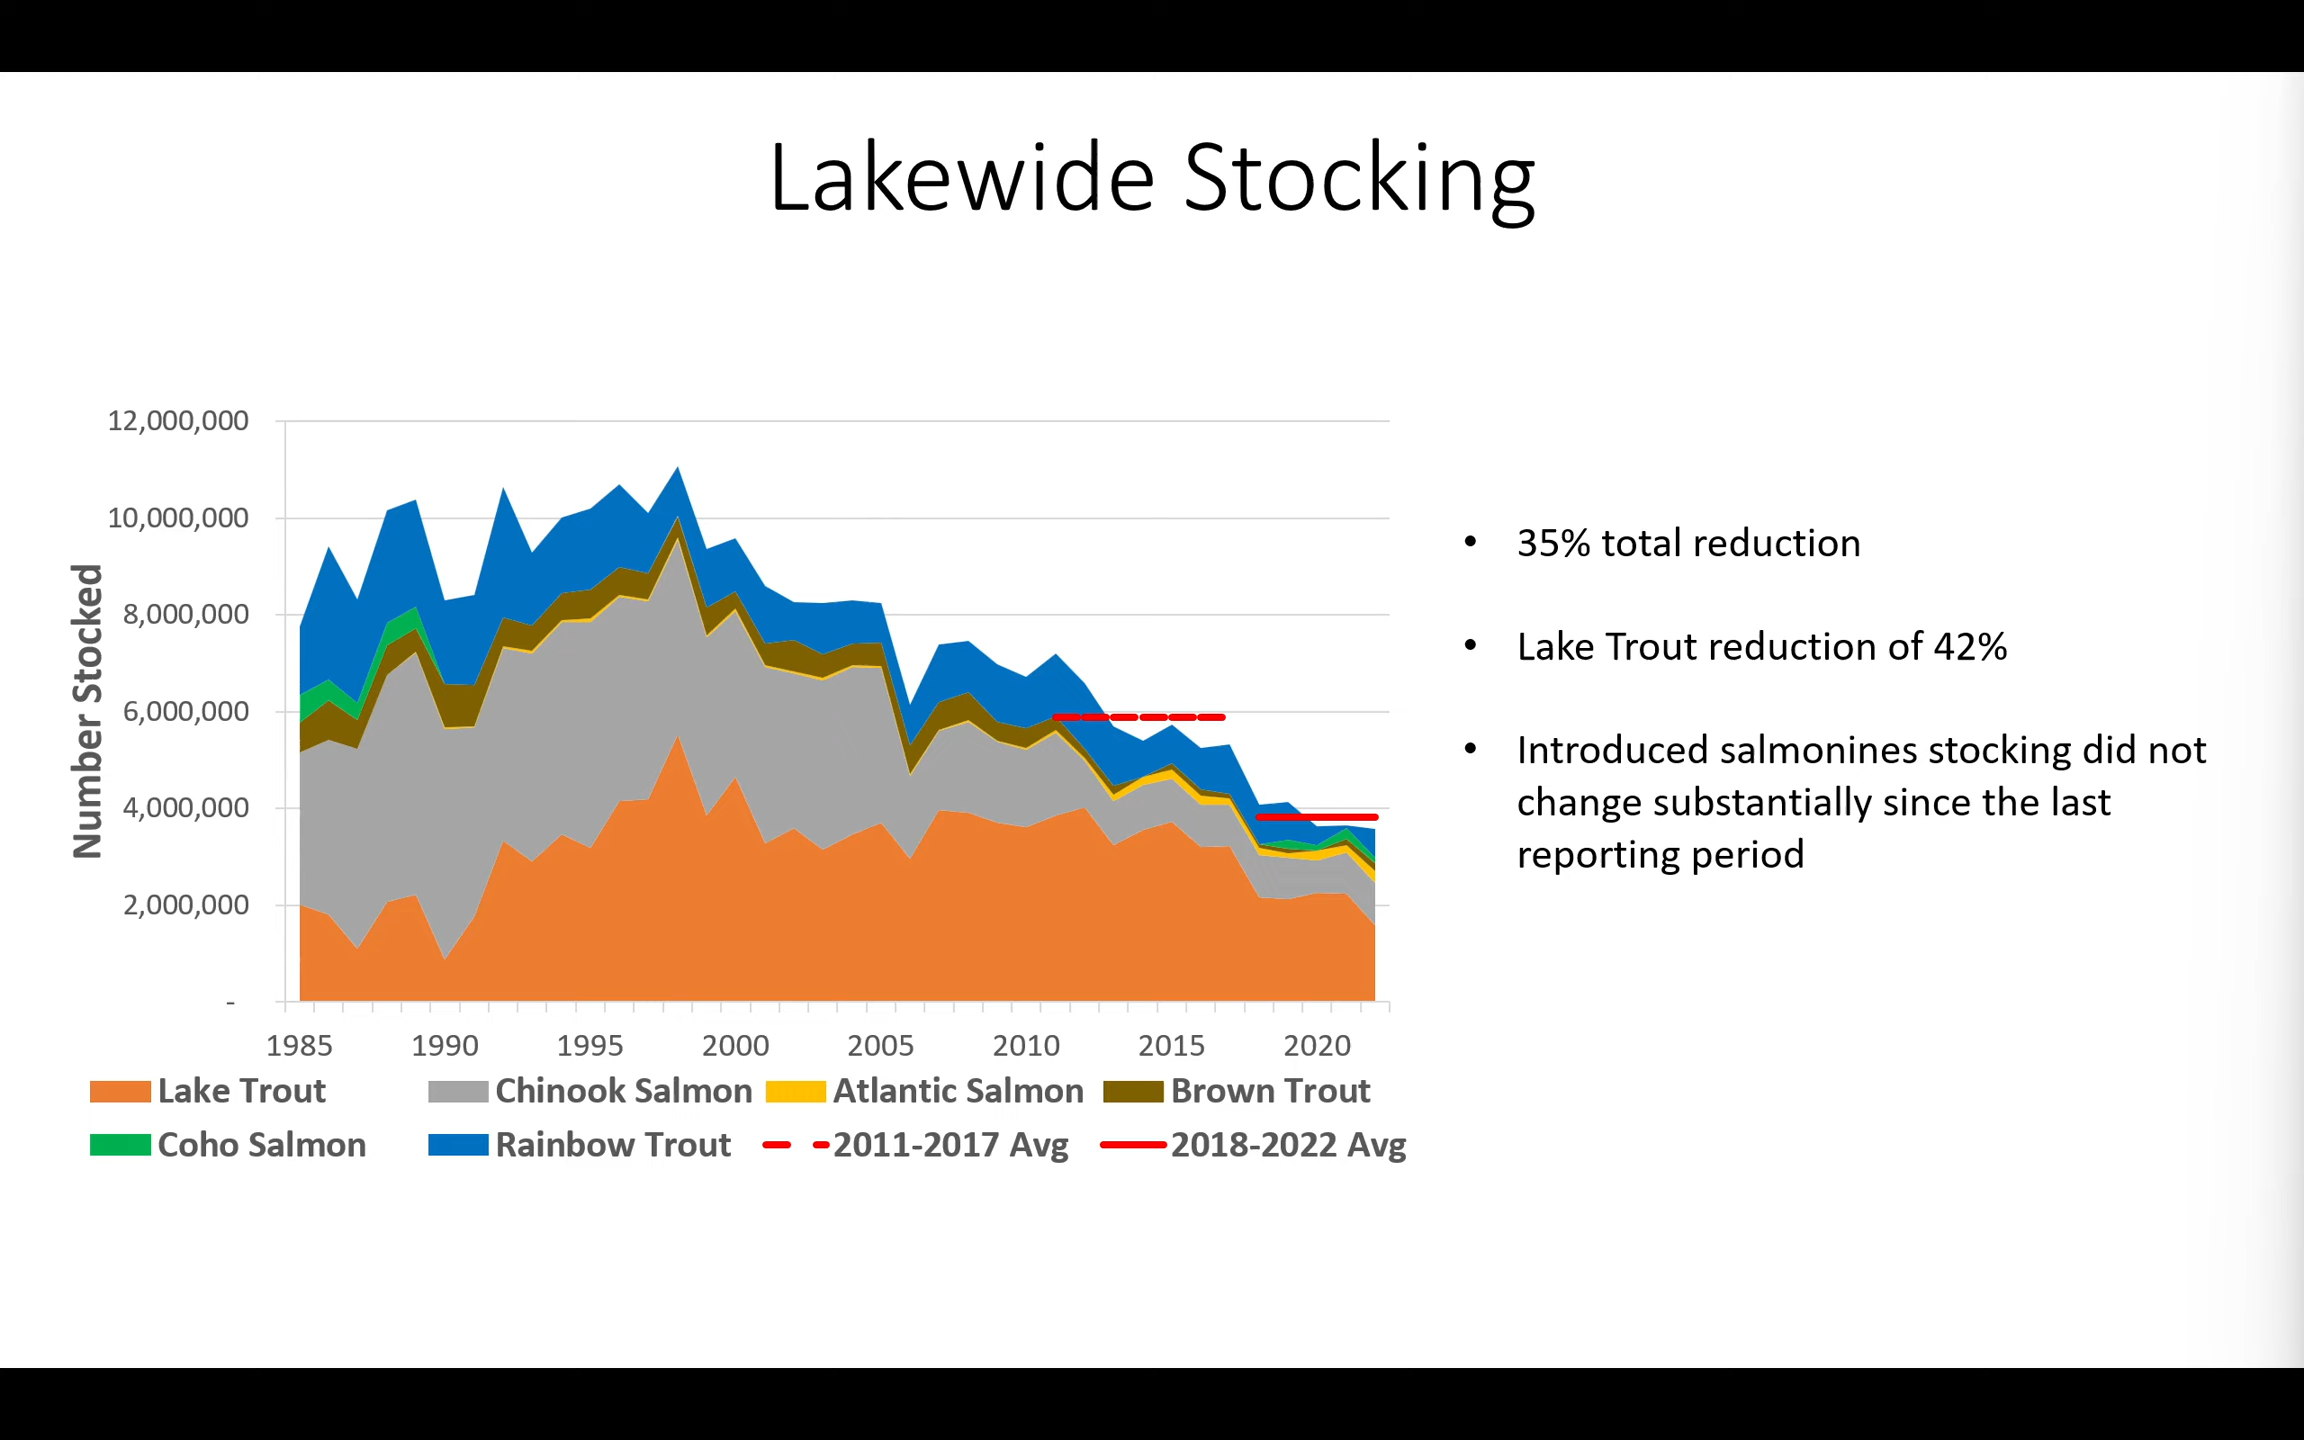 Lakewide Stocking
12,000,000
10,000,000
8,000,000
6,000,000
4,000,000
2,000,000
-
Number Stocked
1985 1990 1995 2000 2005 2010 2015 2020
Lake Trout Chinook Salmon Atlantic Salmon Brown Trout
Coho Salmon Rainbow Trout 2011-2017 Avg 2018-2022 Avg
• 35% total reduction
• Lake Trout reduction of 42%
• Introduced salmonines stocking did not
change substantially since the last
reporting period